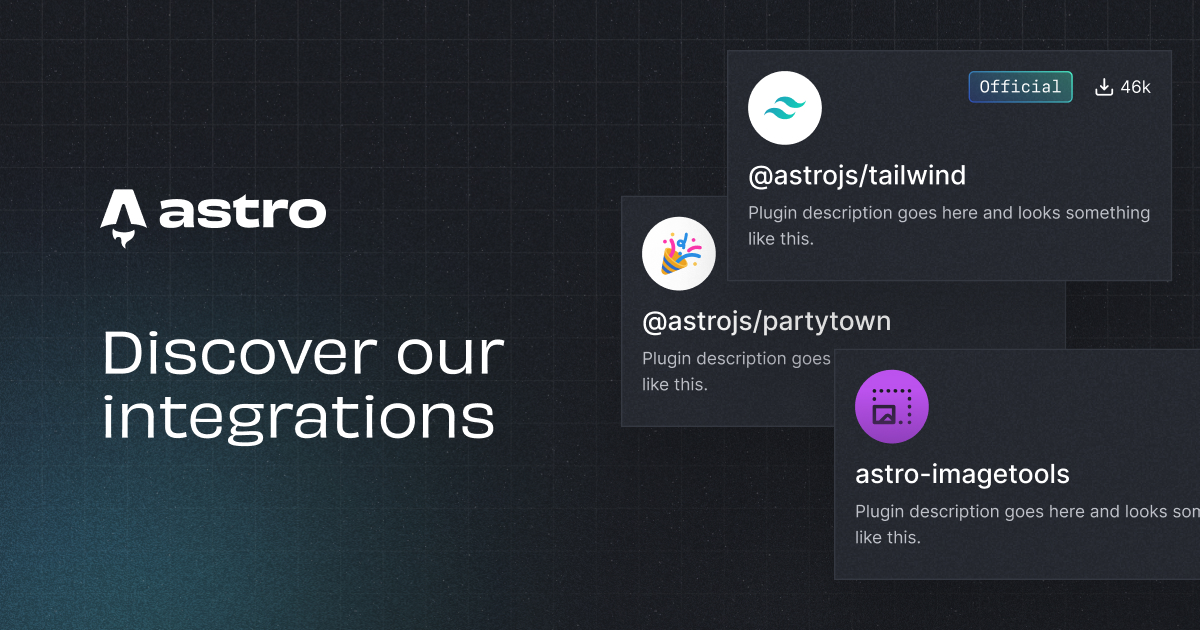 astro
Discover our
integrations
Official
46k
@astrojs/tailwind
Plugin description goes here and looks something
like this.
@astrojs/partytown
Plugin description goes
like this.
astro-imagetools
Plugin description goes here and looks som
like this.